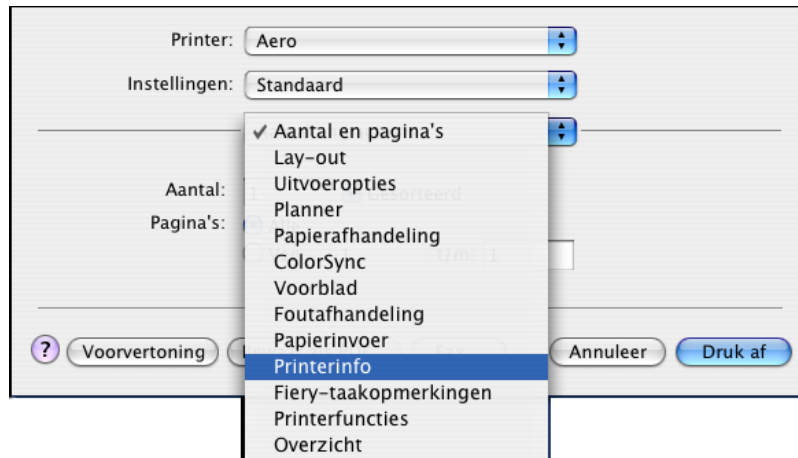 Printer: Aero
Instellingen: Standaard
✓ Aantal en pagina's
Lay-out
Aantal: Uitvoeropties
Planner
Pagina's: Papierafhandeling
ColorSync
Voorblad
Foutafhandeling
Papierinvoer
? Voorvertoning Annuleer Druk af
Printerinfo
Fiery-taakopmerkingen
Printerfuncties
Overzicht